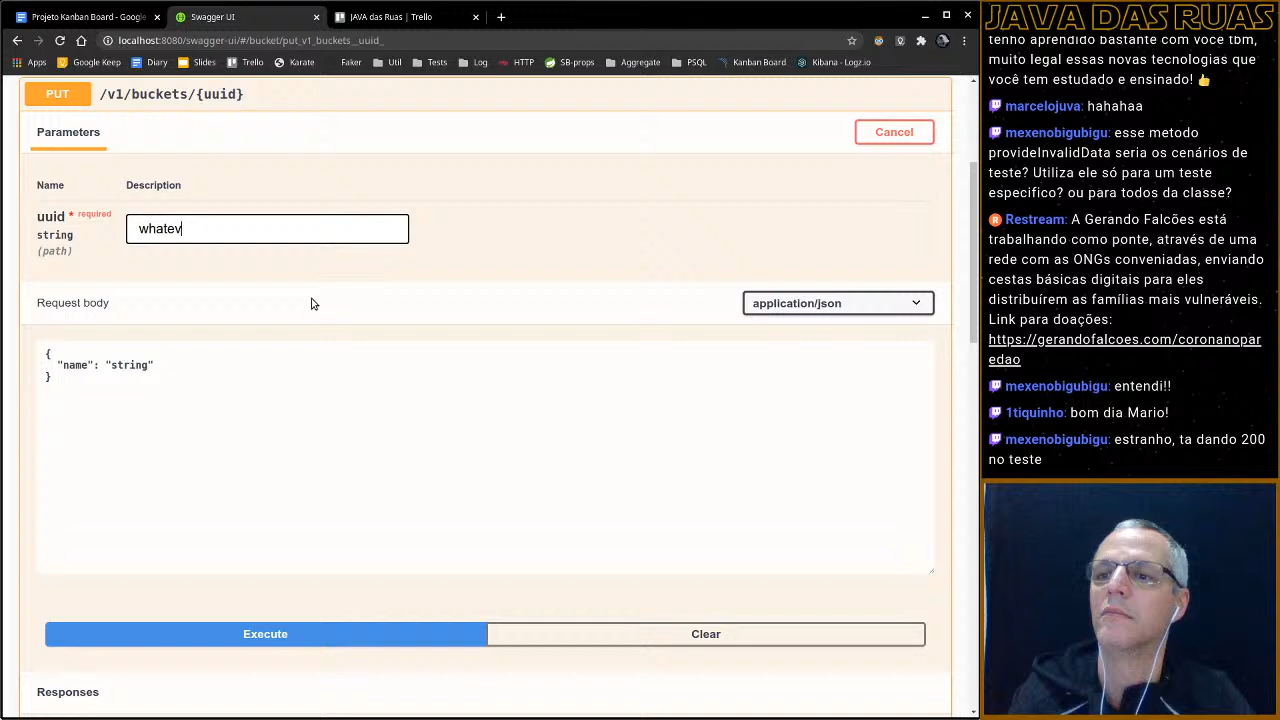 Projeto Kanban Board - Google
Swagger UI
JAVA das Ruas | Trello
localhost:8080/swagger-ui/#/bucket/put_v1_buckets__uuid_
Apps
Google Keep
Diary
Slides
Trello
Karate
Faker
Util
Tests
Log
HTTP
SB-props
Aggregate
PSQL
Kanban Board
Kibana - Logz.io
PUT
/v1/buckets/{uuid}
Parameters
Cancel
Name
Description
uuid * required
string
(path)
whatev
Request body
application/json
{
"name": "string"
}
Execute
Clear
Responses
JAVA DAS RUAS
tenho aprendido bastante com você tbm,
muito legal essas novas tecnologias que
você tem estudado e ensinado!
marcelojuva: hahahaa
mexenobigubigu: esse metodo
provideInvalidData seria os cenários de
teste? Utiliza ele só para um teste
especifico? ou para todos da classe?
Restream: A Gerando Falcões está
trabalhando como ponte, através de uma
rede com as ONGs conveniadas, enviando
cestas básicas digitais para eles
distribuírem as famílias mais vulneráveis.
Link para doações:
https://gerandofalcoes.com/coronanopar
edao
mexenobigubigu: entendi!!
1tiquinho: bom dia Mario!
mexenobigubigu: estranho, ta dando 200
no teste